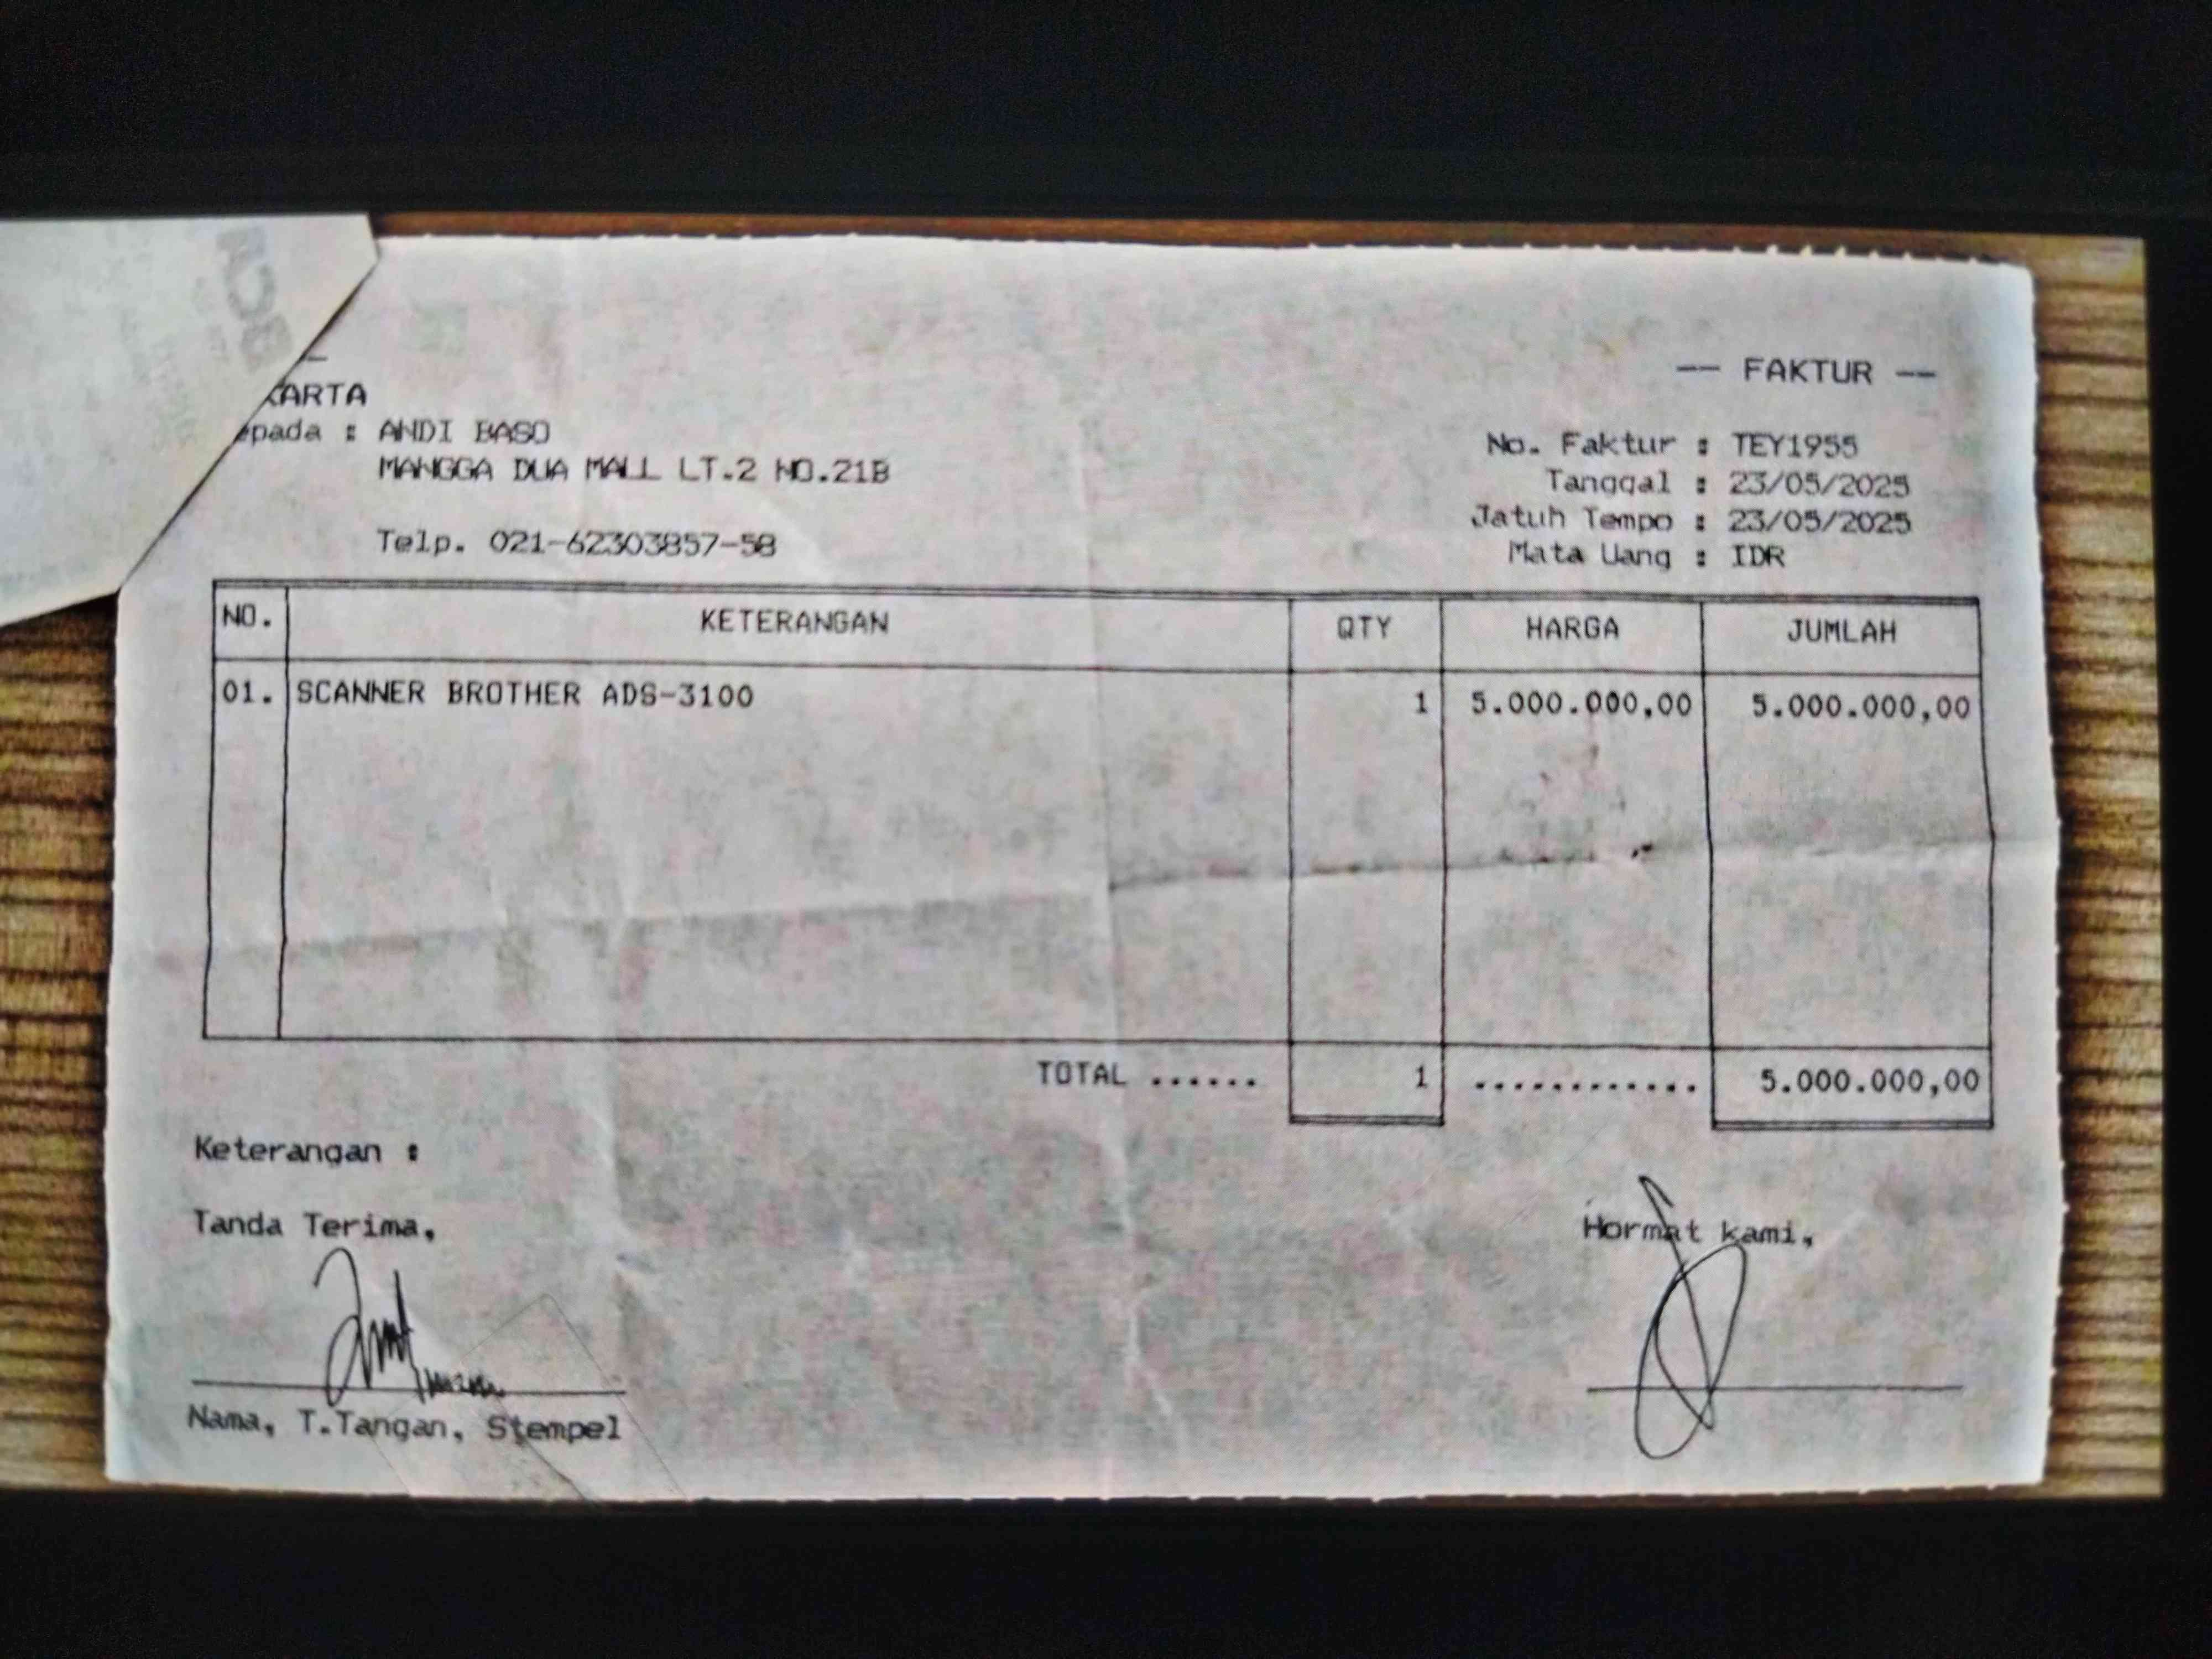 BCA
-- FAKTUR --
KARTA
epada : ANDI BASO
MANGGA DUA MALL LT.2 NO.21B
Telp. 021-62303857-58
No. Faktur : TEY1955
Tanggal : 23/05/2025
Jatuh Tempo : 23/05/2025
Mata Uang : IDR
NO. KETERANGAN QTY HARGA JUMLAH
01. SCANNER BROTHER ADS-3100 1 5.000.000,00 5.000.000,00
TOTAL ...... 1 ............ 5.000.000,00
Keterangan :
Tanda Terima, Hormat kami,
Nama, T.Tangan, Stempel